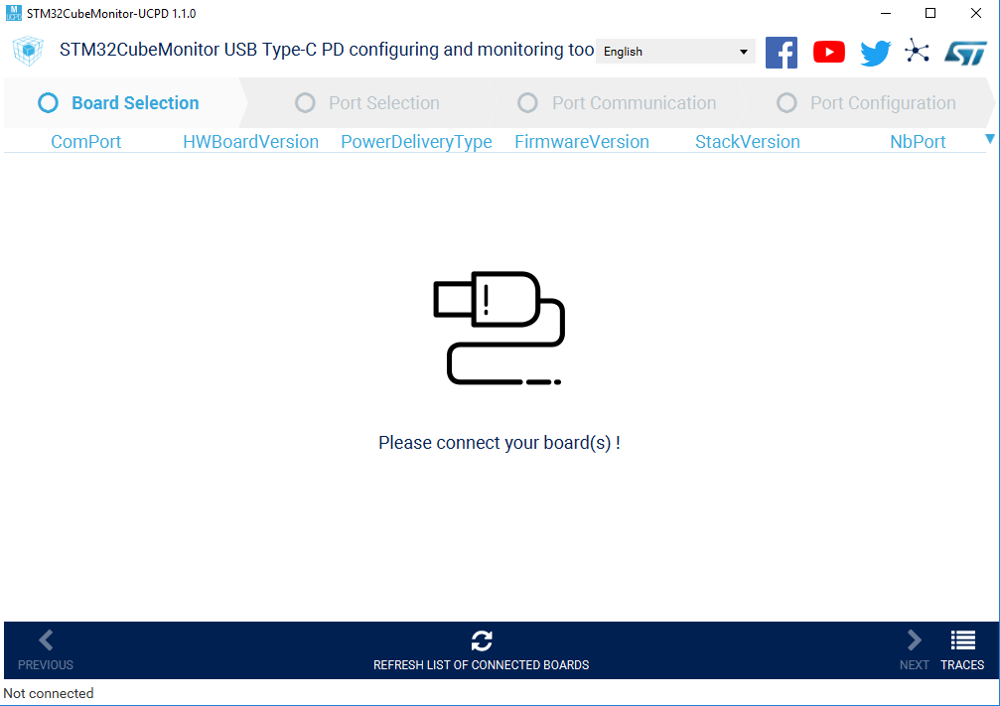 STM32CubeMonitor-UCPD 1.1.0
STM32CubeMonitor USB Type-C PD configuring and monitoring too English
Board Selection Port Selection Port Communication Port Configuration
ComPort HWBoardVersion PowerDeliveryType FirmwareVersion StackVersion NbPort
Please connect your board(s) !
PREVIOUS REFRESH LIST OF CONNECTED BOARDS NEXT TRACES
Not connected